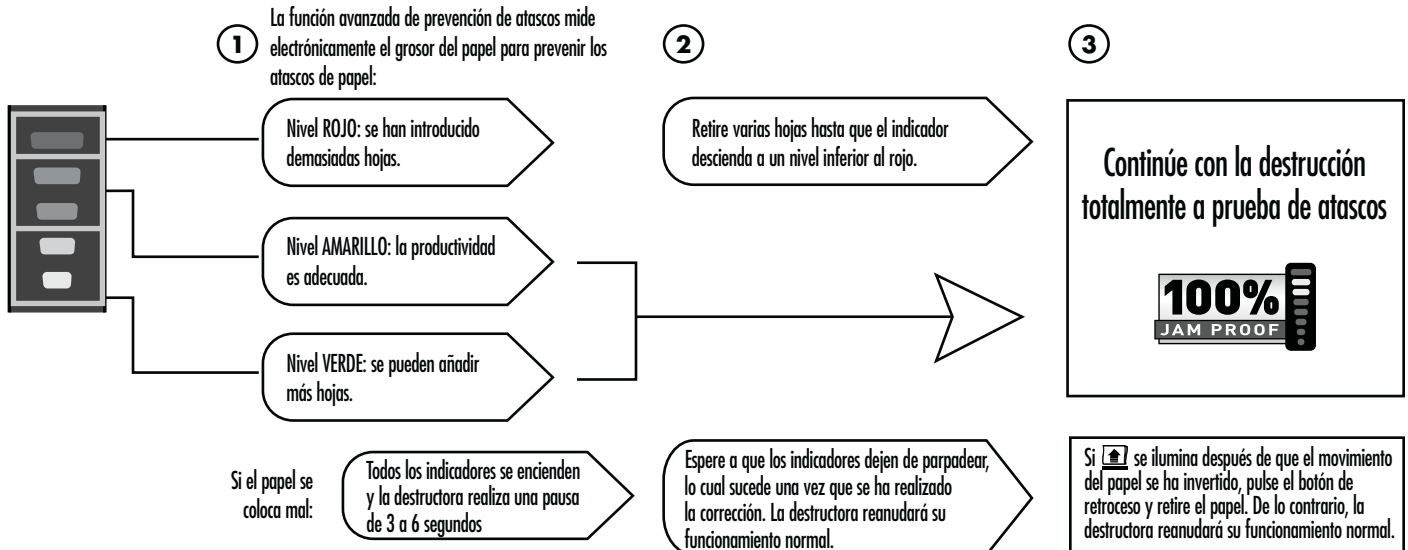 1
La función avanzada de prevención de atascos mide
electrónicamente el grosor del papel para prevenir los
atascos de papel:
2
3
Nivel ROJO: se han introducido
demasiadas hojas.
Retire varias hojas hasta que el indicador
descienda a un nivel inferior al rojo.
Continúe con la destrucción
totalmente a prueba de atascos
100%
JAM PROOF
Nivel AMARILLO: la productividad
es adecuada.
Nivel VERDE: se pueden añadir
más hojas.
Si el papel se
coloca mal:
Todos los indicadores se encienden
y la destructora realiza una pausa
de 3 a 6 segundos
Espere a que los indicadores dejen de parpadear,
lo cual sucede una vez que se ha realizado
la corrección. La destructora reanudará su
funcionamiento normal.
Si se ilumina después de que el movimiento
del papel se ha invertido, pulse el botón de
retroceso y retire el papel. De lo contrario, la
destructora reanudará su funcionamiento normal.